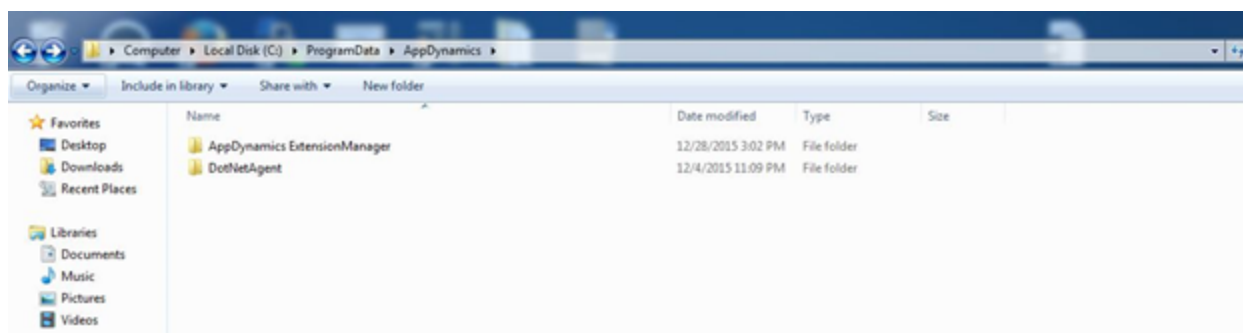 Computer ▸ Local Disk (C:) ▸ ProgramData ▸ AppDynamics ▸
Organize ▾ Include in library ▾ Share with ▾ New folder
Favorites
Desktop
Downloads
Recent Places
Libraries
Documents
Music
Pictures
Videos
Name Date modified Type Size
AppDynamics ExtensionManager 12/28/2015 3:02 PM File folder
DotNetAgent 12/4/2015 11:09 PM File folder